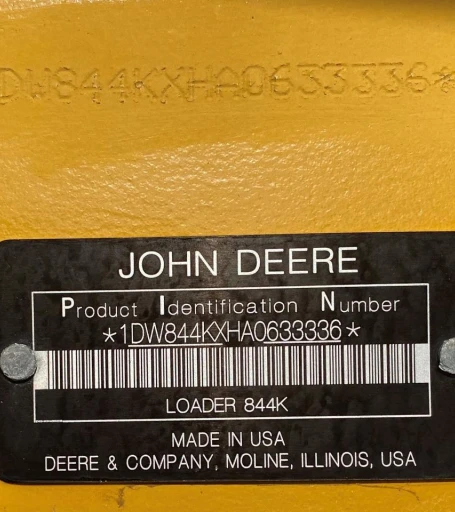 DW844KXHA0633336*
JOHN DEERE
Product Identification Number
*1DW844KXHA0633336*
LOADER 844K
MADE IN USA
DEERE & COMPANY, MOLINE, ILLINOIS, USA